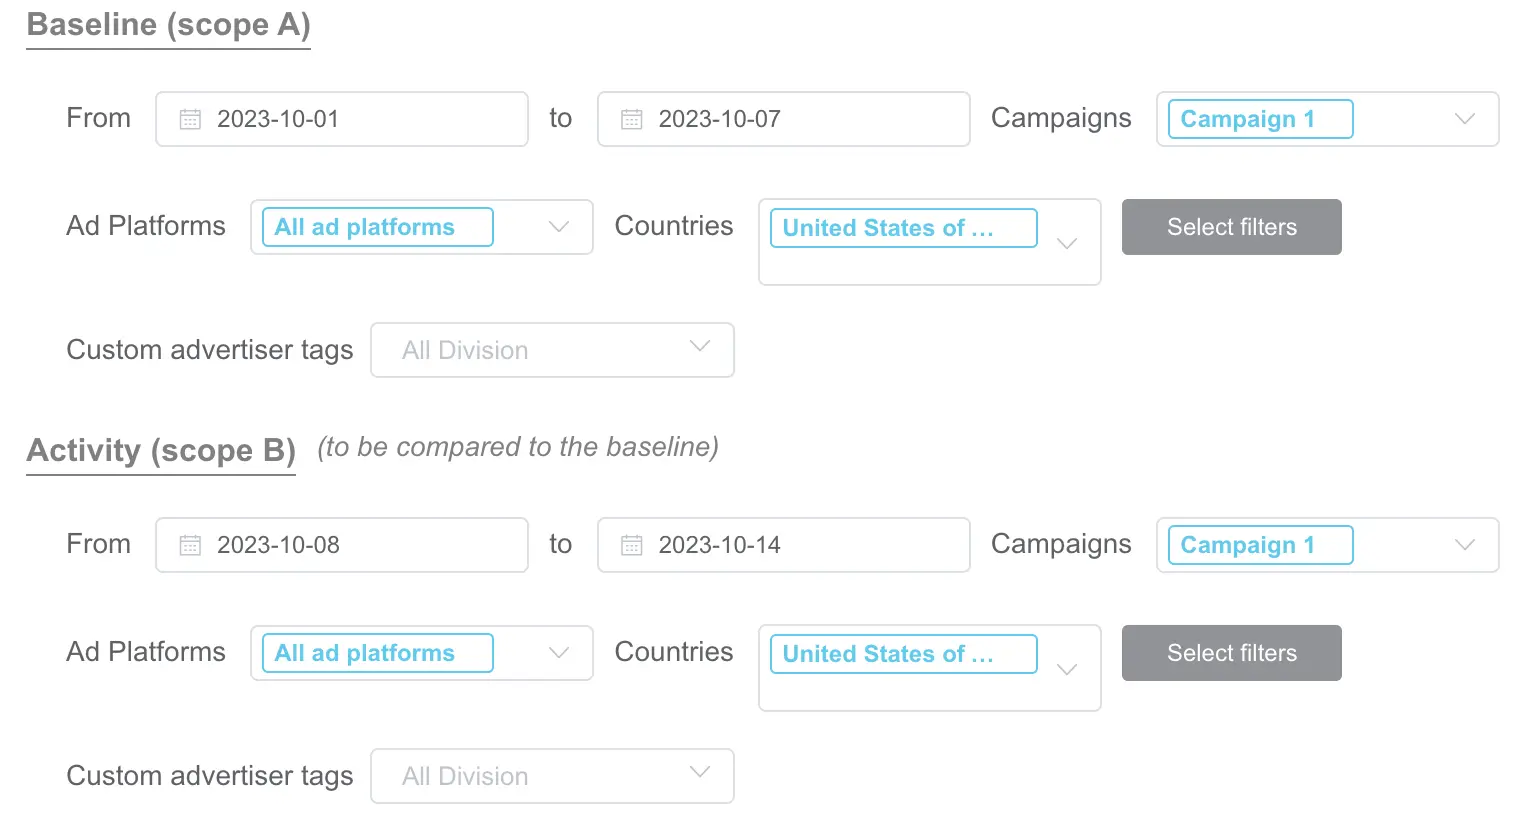 Baseline (scope A)
From 2023-10-01 to 2023-10-07 Campaigns Campaign 1
Ad Platforms All ad platforms Countries United States of ... Select filters
Custom advertiser tags All Division
Activity (scope B) (to be compared to the baseline)
From 2023-10-08 to 2023-10-14 Campaigns Campaign 1
Ad Platforms All ad platforms Countries United States of ... Select filters
Custom advertiser tags All Division